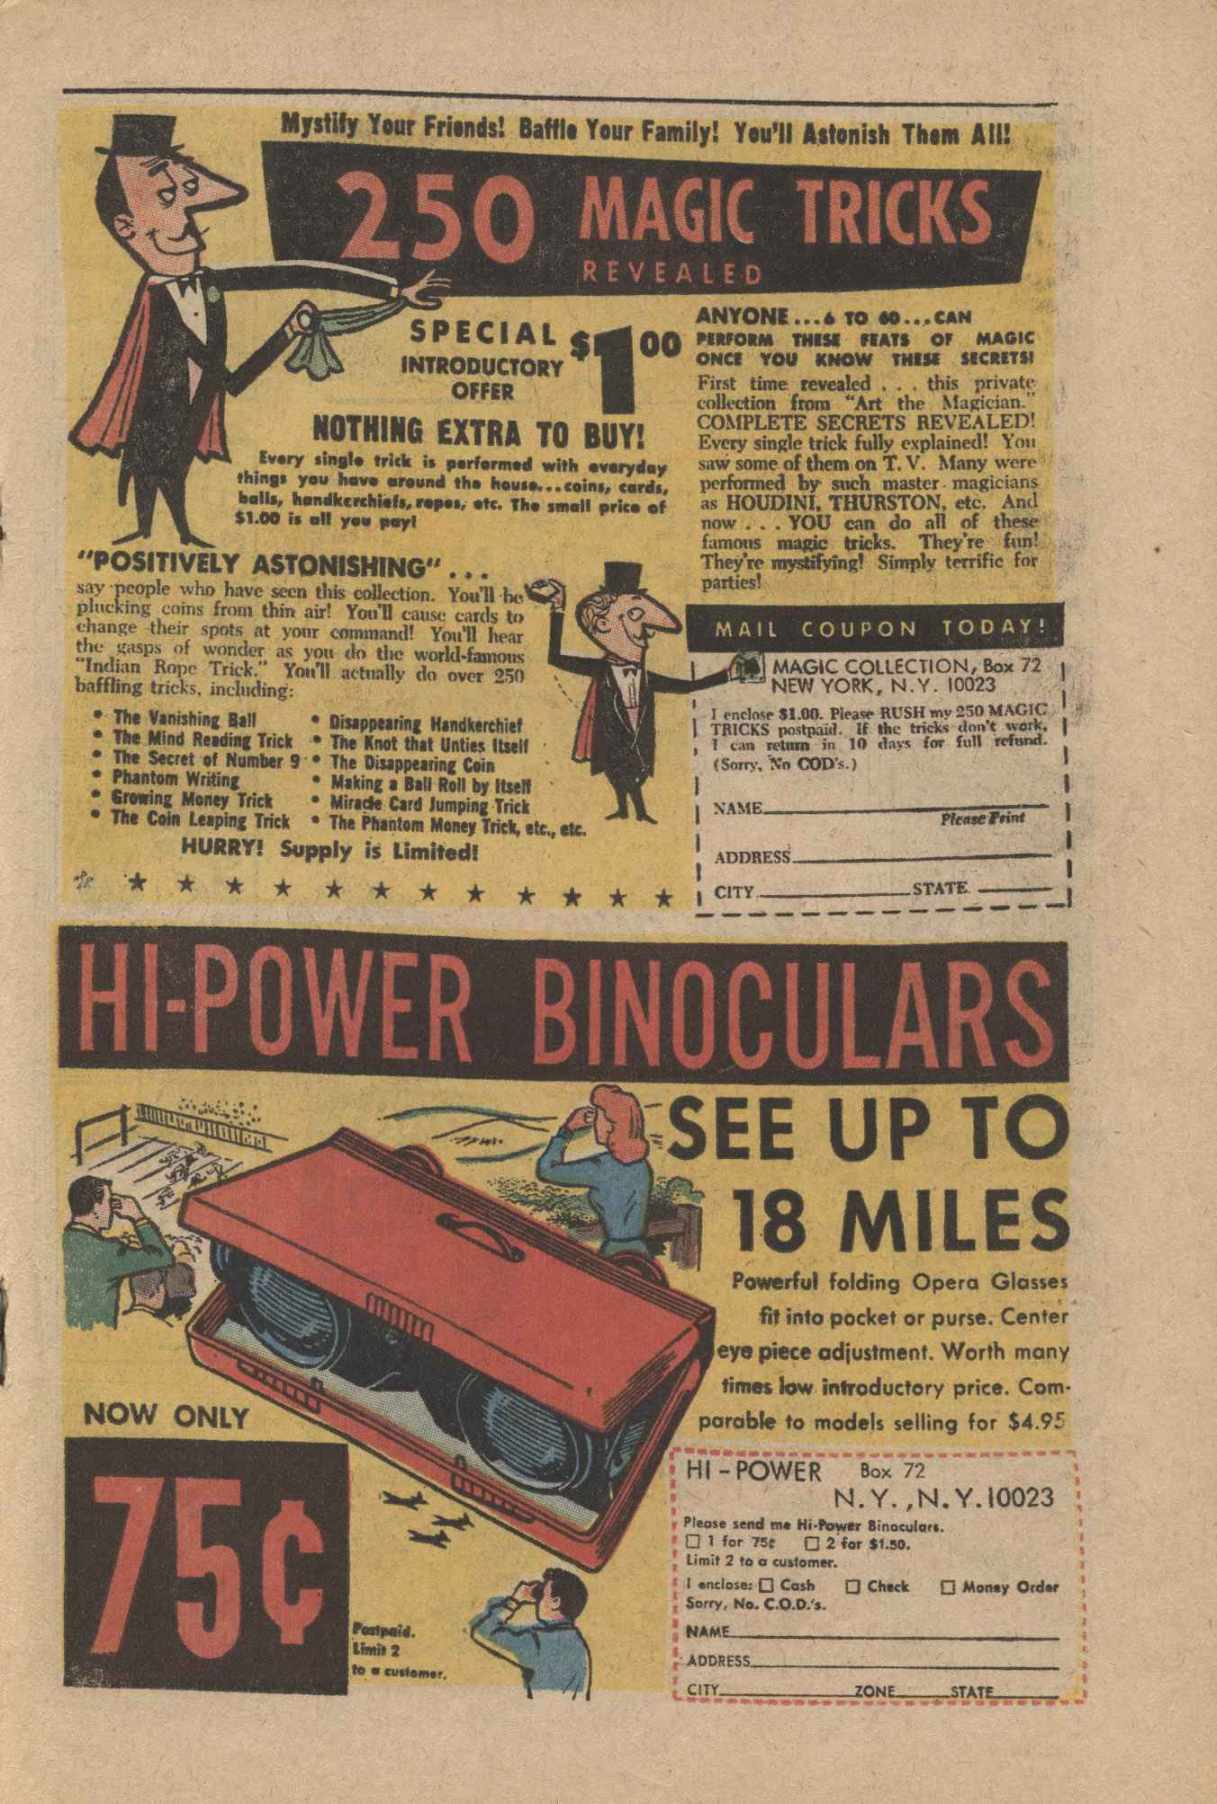 Mystify Your Friends! Baffle Your Family! You'll Astonish Them All!
250 MAGIC TRICKS
REVEALED
SPECIAL
INTRODUCTORY
OFFER
$1.00
NOTHING EXTRA TO BUY!
Every single trick is performed with everyday
things you have around the house...coins, cards,
balls, handkerchiefs, ropes, etc. The small price of
$1.00 is all you pay!
ANYONE...6 TO 60...CAN
PERFORM THESE FEATS OF MAGIC
ONCE YOU KNOW THESE SECRETS!
First time revealed . . . this private
collection from "Art the Magician."
COMPLETE SECRETS REVEALED!
Every single trick fully explained! You
saw some of them on T. V. Many were
performed by such master magicians
as HOUDINI, THURSTON, etc. And
now . . . YOU can do all of these
famous magic tricks. They're fun!
They're mystifying! Simply terrific for
parties!
"POSITIVELY ASTONISHING" . . .
say people who have seen this collection. You'll be
plucking coins from thin air! You'll cause cards to
change their spots at your command! You'll hear
the gasps of wonder as you do the world-famous
"Indian Rope Trick." You'll actually do over 250
baffling tricks, including:
• The Vanishing Ball
• The Mind Reading Trick
• The Secret of Number 9
• Phantom Writing
• Growing Money Trick
• The Coin Leaping Trick
• Disappearing Handkerchief
• The Knot that Unties Itself
• The Disappearing Coin
• Making a Ball Roll by Itself
• Miracle Card Jumping Trick
• The Phantom Money Trick, etc., etc.
HURRY! Supply is Limited!
MAIL COUPON TODAY!
MAGIC COLLECTION, Box 72
NEW YORK, N.Y. 10023
I enclose $1.00. Please RUSH my 250 MAGIC
TRICKS postpaid. If the tricks don't work,
I can return in 10 days for full refund.
(Sorry, No COD's.)
NAME
Please Print
ADDRESS
CITY STATE
HI-POWER BINOCULARS
SEE UP TO
18 MILES
Powerful folding Opera Glasses
fit into pocket or purse. Center
eye piece adjustment. Worth many
times low introductory price. Com-
parable to models selling for $4.95
NOW ONLY
75¢
Postpaid.
Limit 2
to a customer.
HI-POWER Box 72
N.Y.,N.Y.10023
Please send me Hi-Power Binoculars.
☐ 1 for 75¢ ☐ 2 for $1.50.
Limit 2 to a customer.
I enclose: ☐ Cash ☐ Check ☐ Money Order
Sorry, No. C.O.D.'s.
NAME
ADDRESS
CITY ZONE STATE